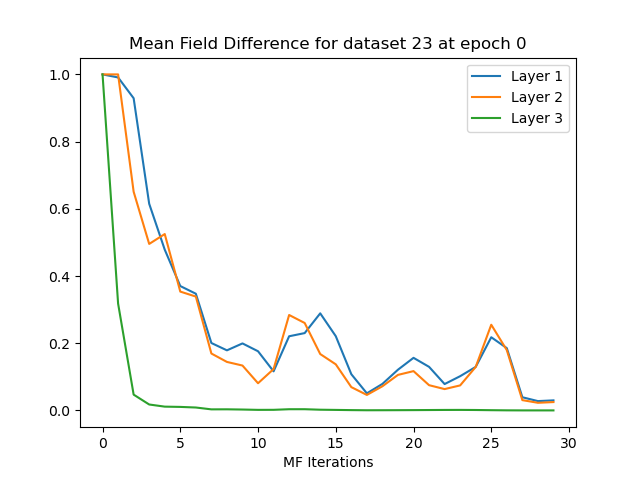 Mean Field Difference for dataset 23 at epoch 0
1.0
0.8
0.6
0.4
0.2
0.0
0 5 10 15 20 25 30
MF Iterations
Layer 1
Layer 2
Layer 3